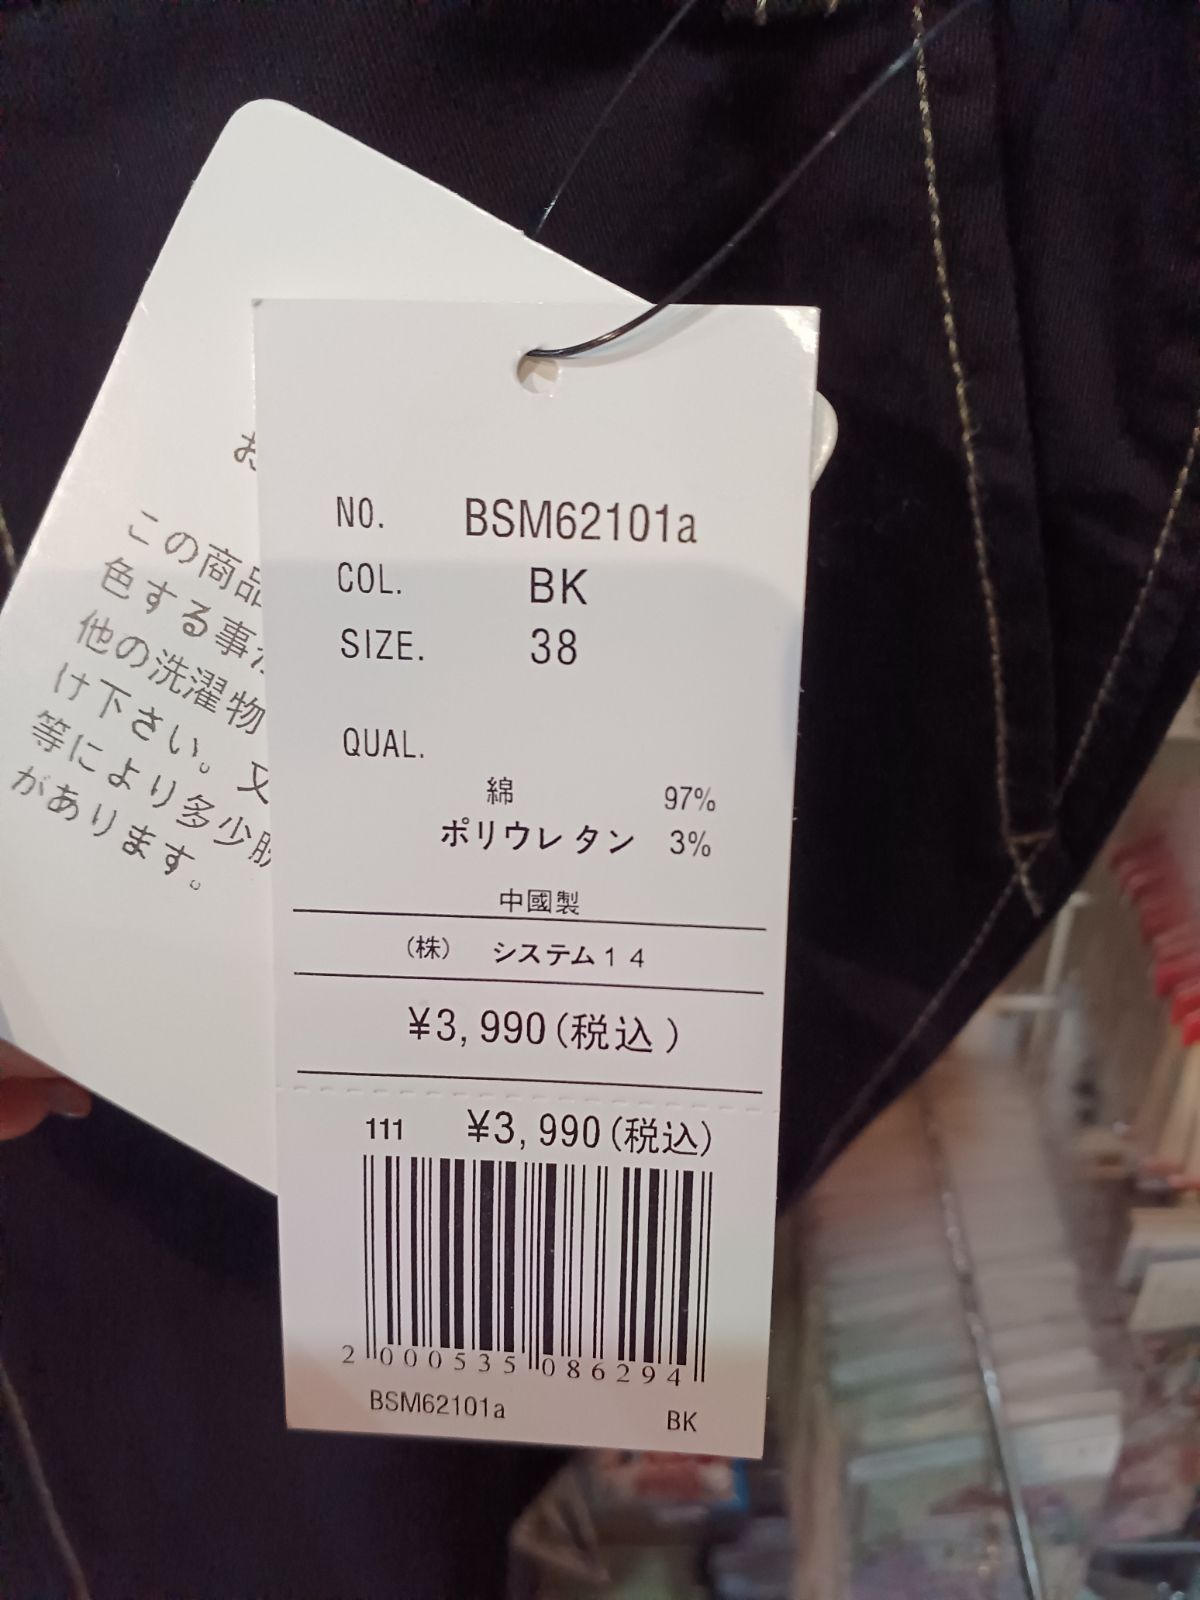 お
この商品
色する事
他の洗濯物
け下さい。又
等により多少
があります。
NO. BSM62101a
COL. BK
SIZE. 38
QUAL.
綿 97%
ポリウレタン 3%
中國製
(株) システム14
¥3,990(税込)
111 ¥3,990(税込)
2 000535 086294
BSM62101a BK